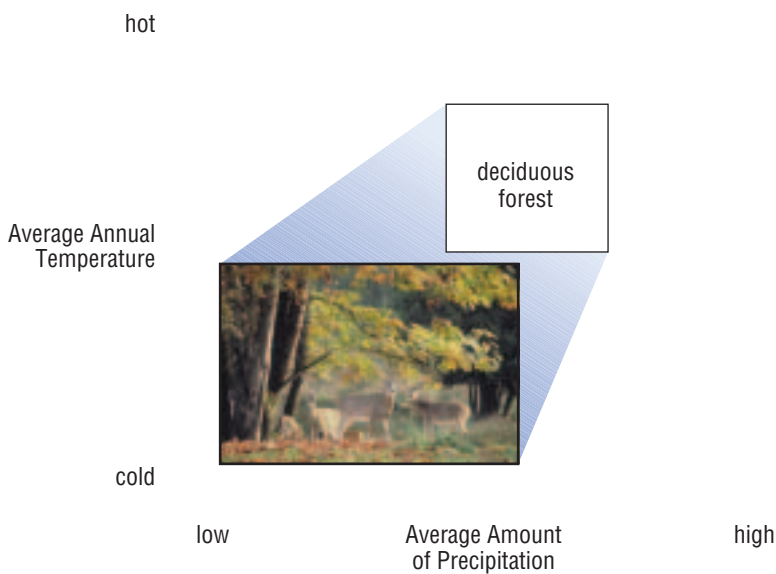 hot
deciduous
forest
Average Annual
Temperature
cold
low
Average Amount
of Precipitation
high